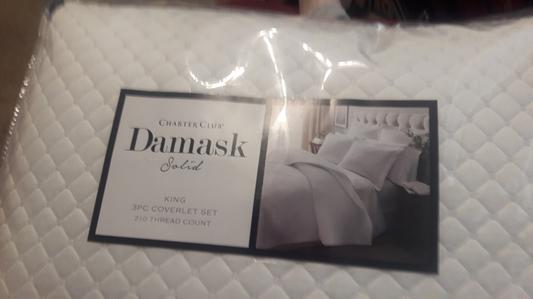 CHARTER CLUB®
Damask
Solid
KING
3PC COVERLET SET
210 THREAD COUNT